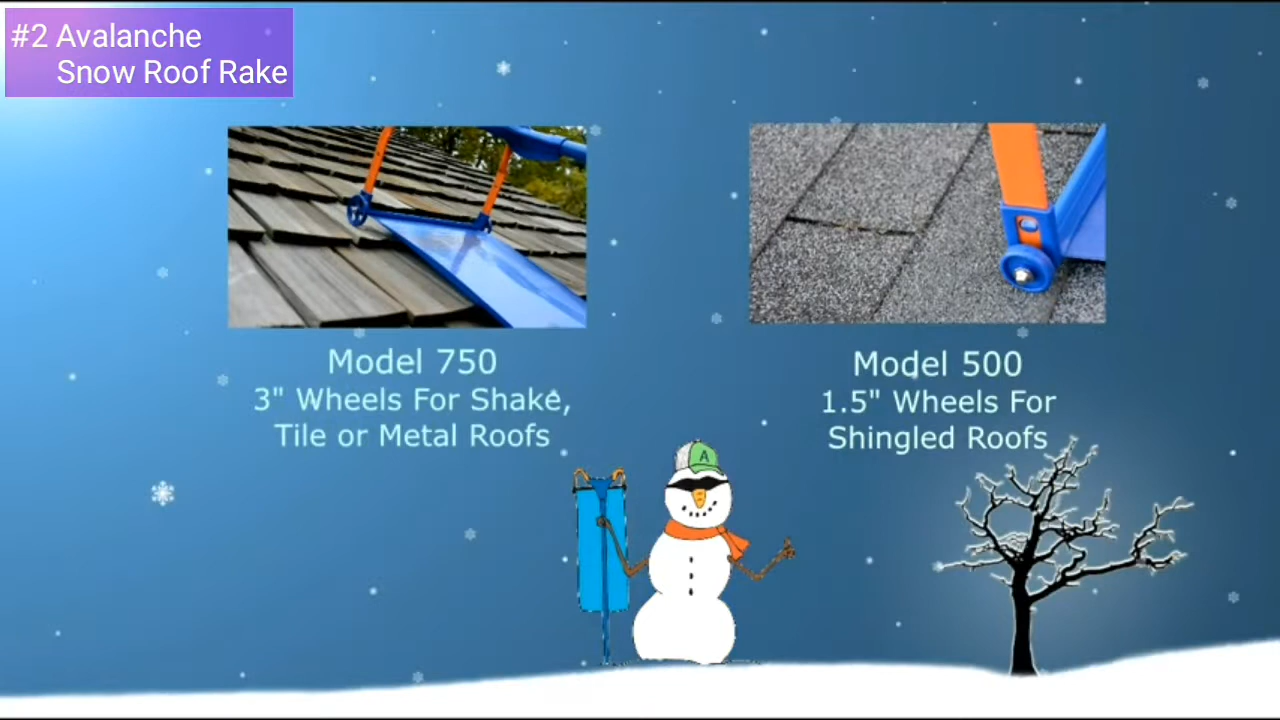 #2 Avalanche
Snow Roof Rake
Model 750
3" Wheels For Shake,
Tile or Metal Roofs
Model 500
1.5" Wheels For
Shingled Roofs
A